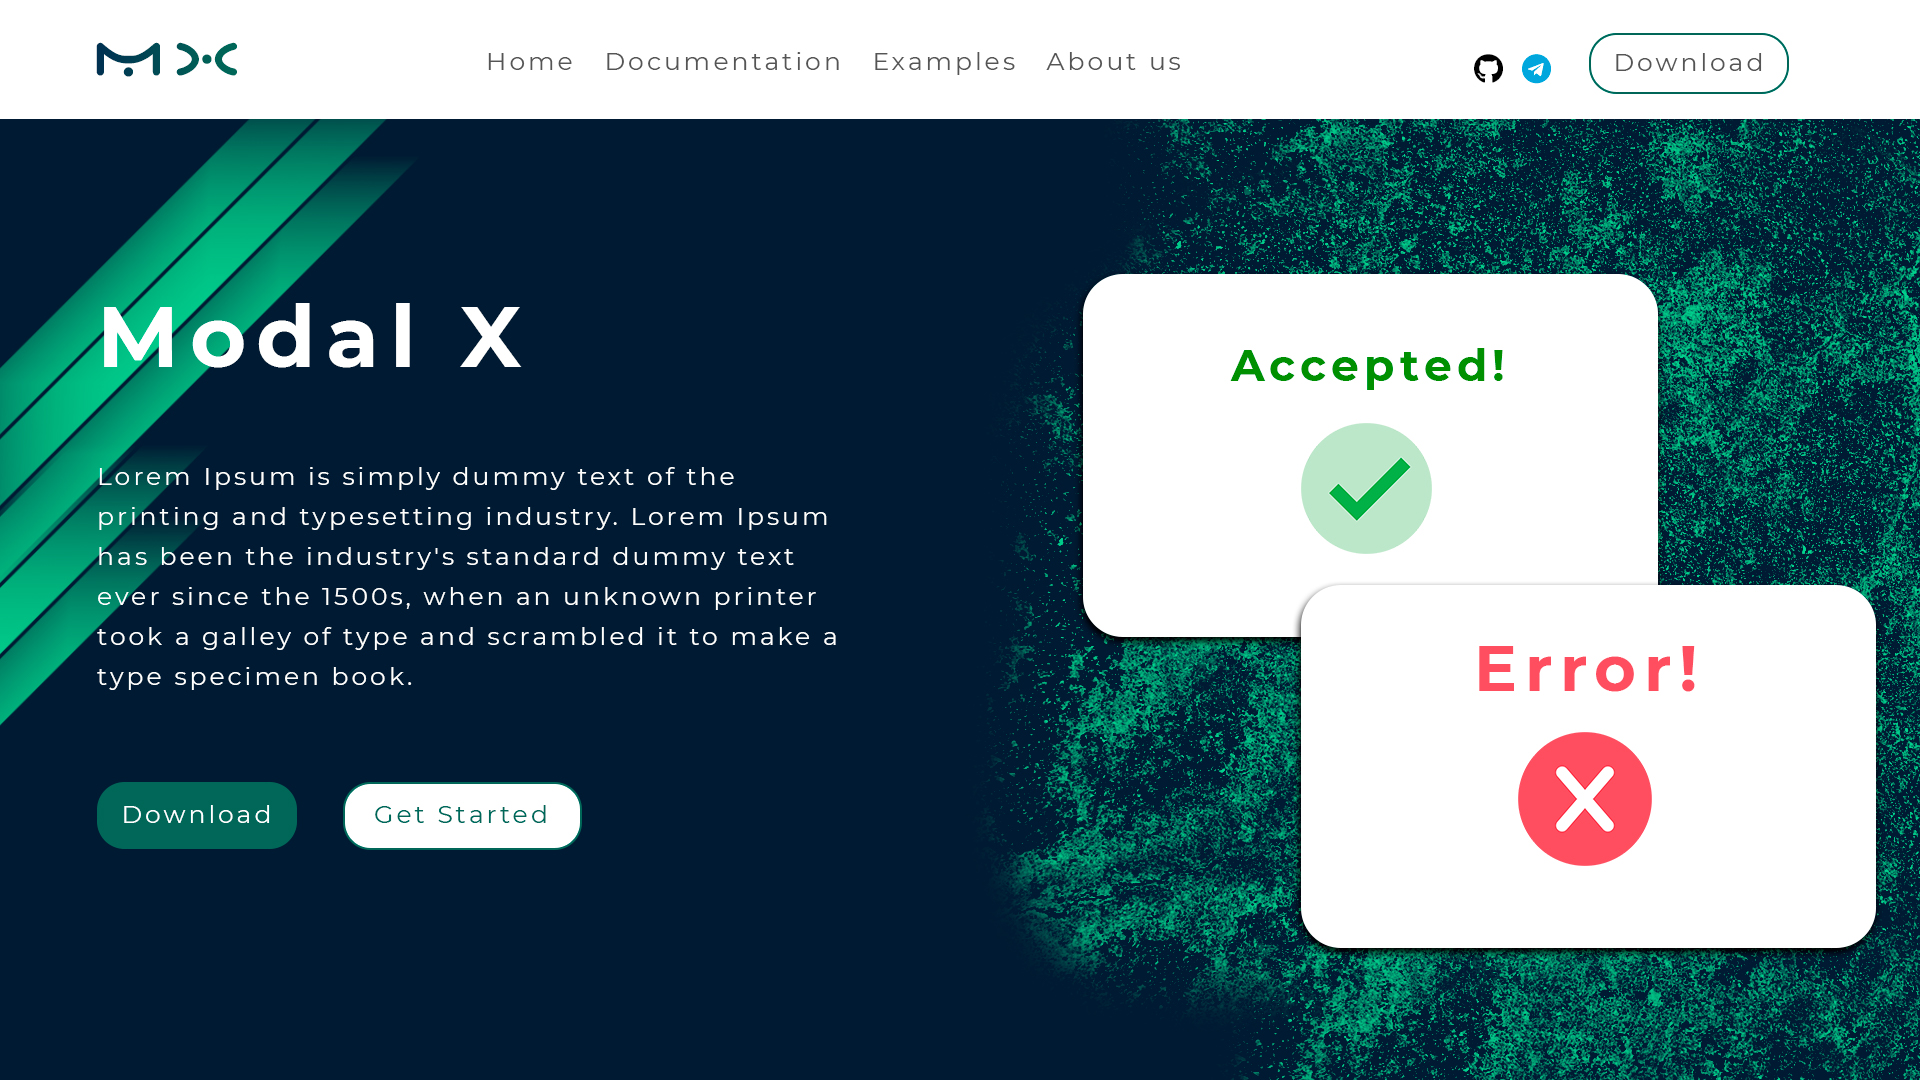 MX
Home Documentation Examples About us Download
Modal X
Lorem Ipsum is simply dummy text of the
printing and typesetting industry. Lorem Ipsum
has been the industry's standard dummy text
ever since the 1500s, when an unknown printer
took a galley of type and scrambled it to make a
type specimen book.
Download Get Started
Accepted!
Error!